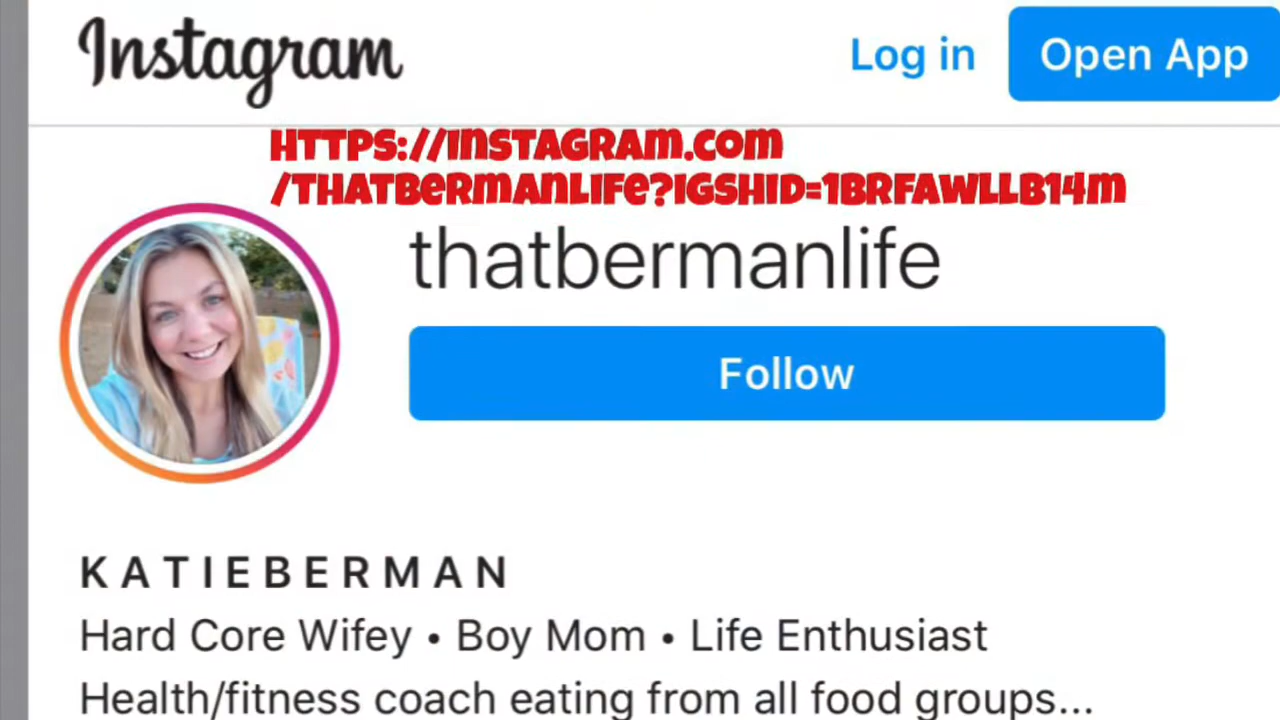 Instagram
Log in
Open App
HTTPS://INSTAGRAM.COM
/THATBERMANLIFE?IGSHID=1BRFAWLLB14M
thatbermanlife
Follow
K A T I E B E R M A N
Hard Core Wifey • Boy Mom • Life Enthusiast
Health/fitness coach eating from all food groups...